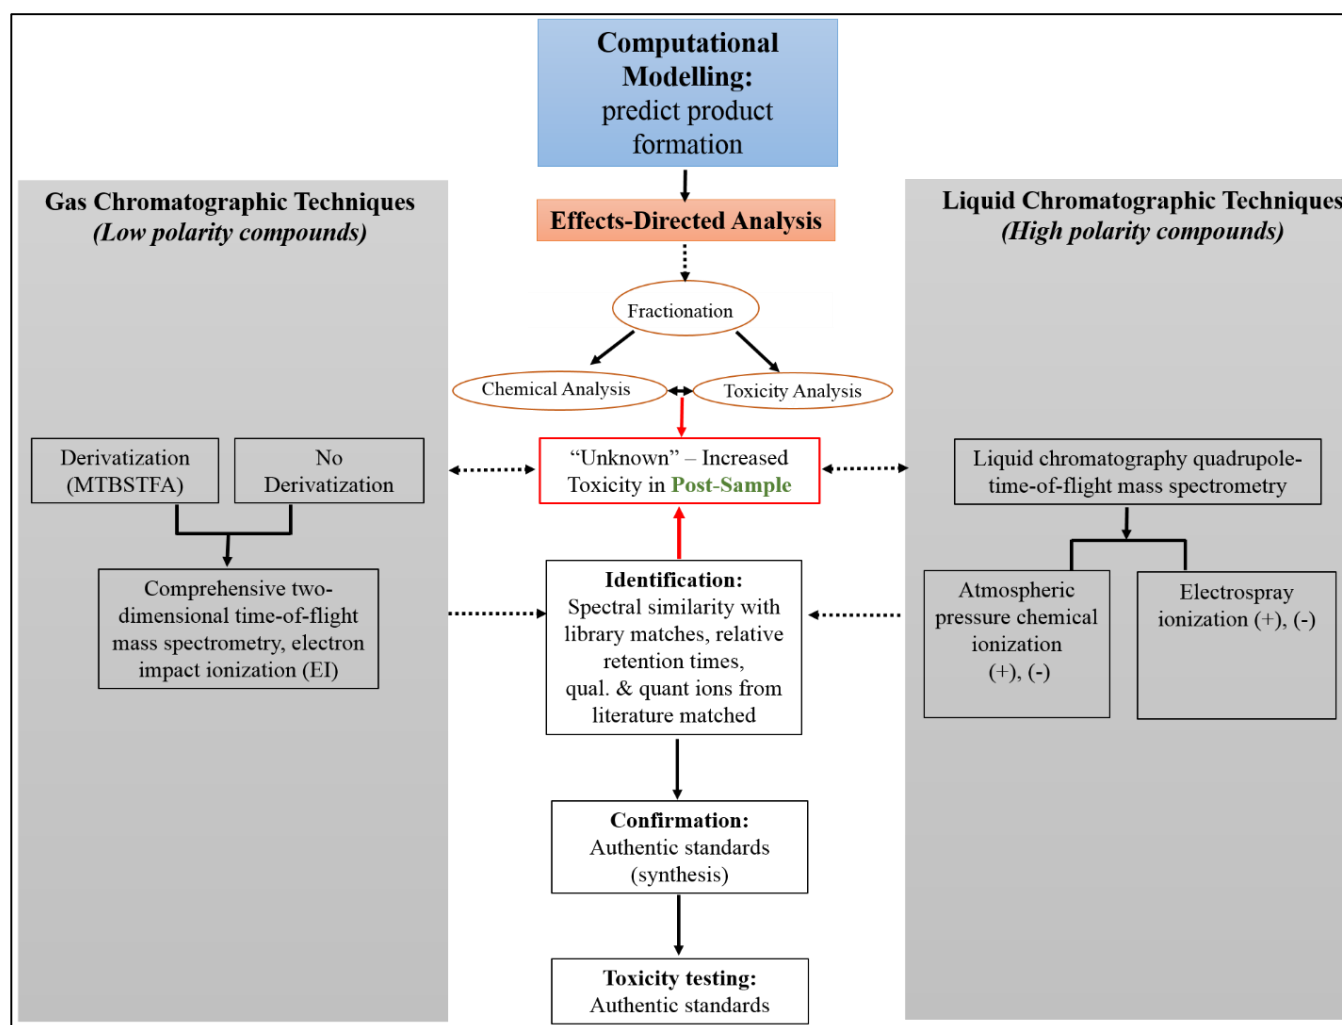 Computational
Modelling:
predict product
formation
Gas Chromatographic Techniques
(Low polarity compounds)
Liquid Chromatographic Techniques
(High polarity compounds)
Effects-Directed Analysis
Fractionation
Chemical Analysis
Toxicity Analysis
Derivatization
(MTBSTFA)
No
Derivatization
“Unknown” – Increased
Toxicity in Post-Sample
Liquid chromatography quadrupole-
time-of-flight mass spectrometry
Comprehensive two-
dimensional time-of-flight
mass spectrometry, electron
impact ionization (EI)
Identification:
Spectral similarity with
library matches, relative
retention times,
qual. & quant ions from
literature matched
Atmospheric
pressure chemical
ionization
(+), (-)
Electrospray
ionization (+), (-)
Confirmation:
Authentic standards
(synthesis)
Toxicity testing:
Authentic standards